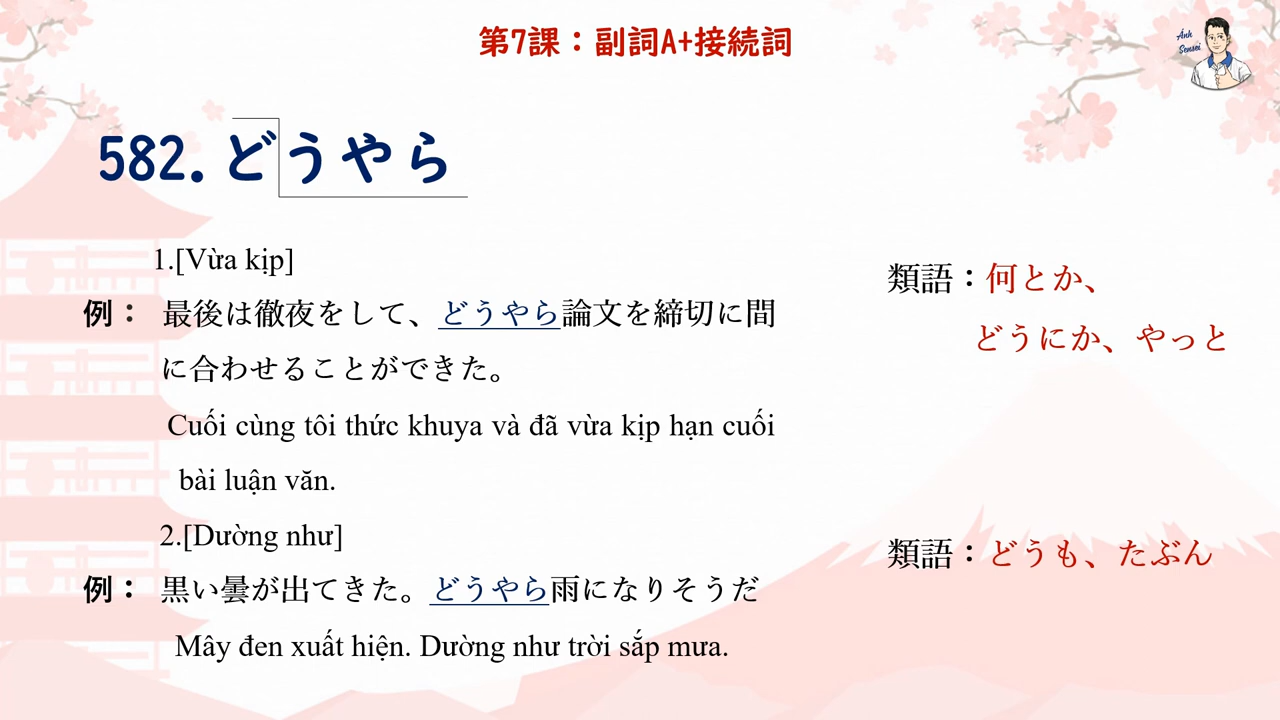 第7課：副詞A+接続詞
Anh
Sensei
582. どうやら
1.[Vừa kịp]
例： 最後は徹夜をして、どうやら論文を締切に間
に合わせることができた。
Cuối cùng tôi thức khuya và đã vừa kịp hạn cuối
bài luận văn.
類語：何とか、
どうにか、やっと
2.[Dường như]
例： 黒い曇が出てきた。どうやら雨になりそうだ
Mây đen xuất hiện. Dường như trời sắp mưa.
類語：どうも、たぶん